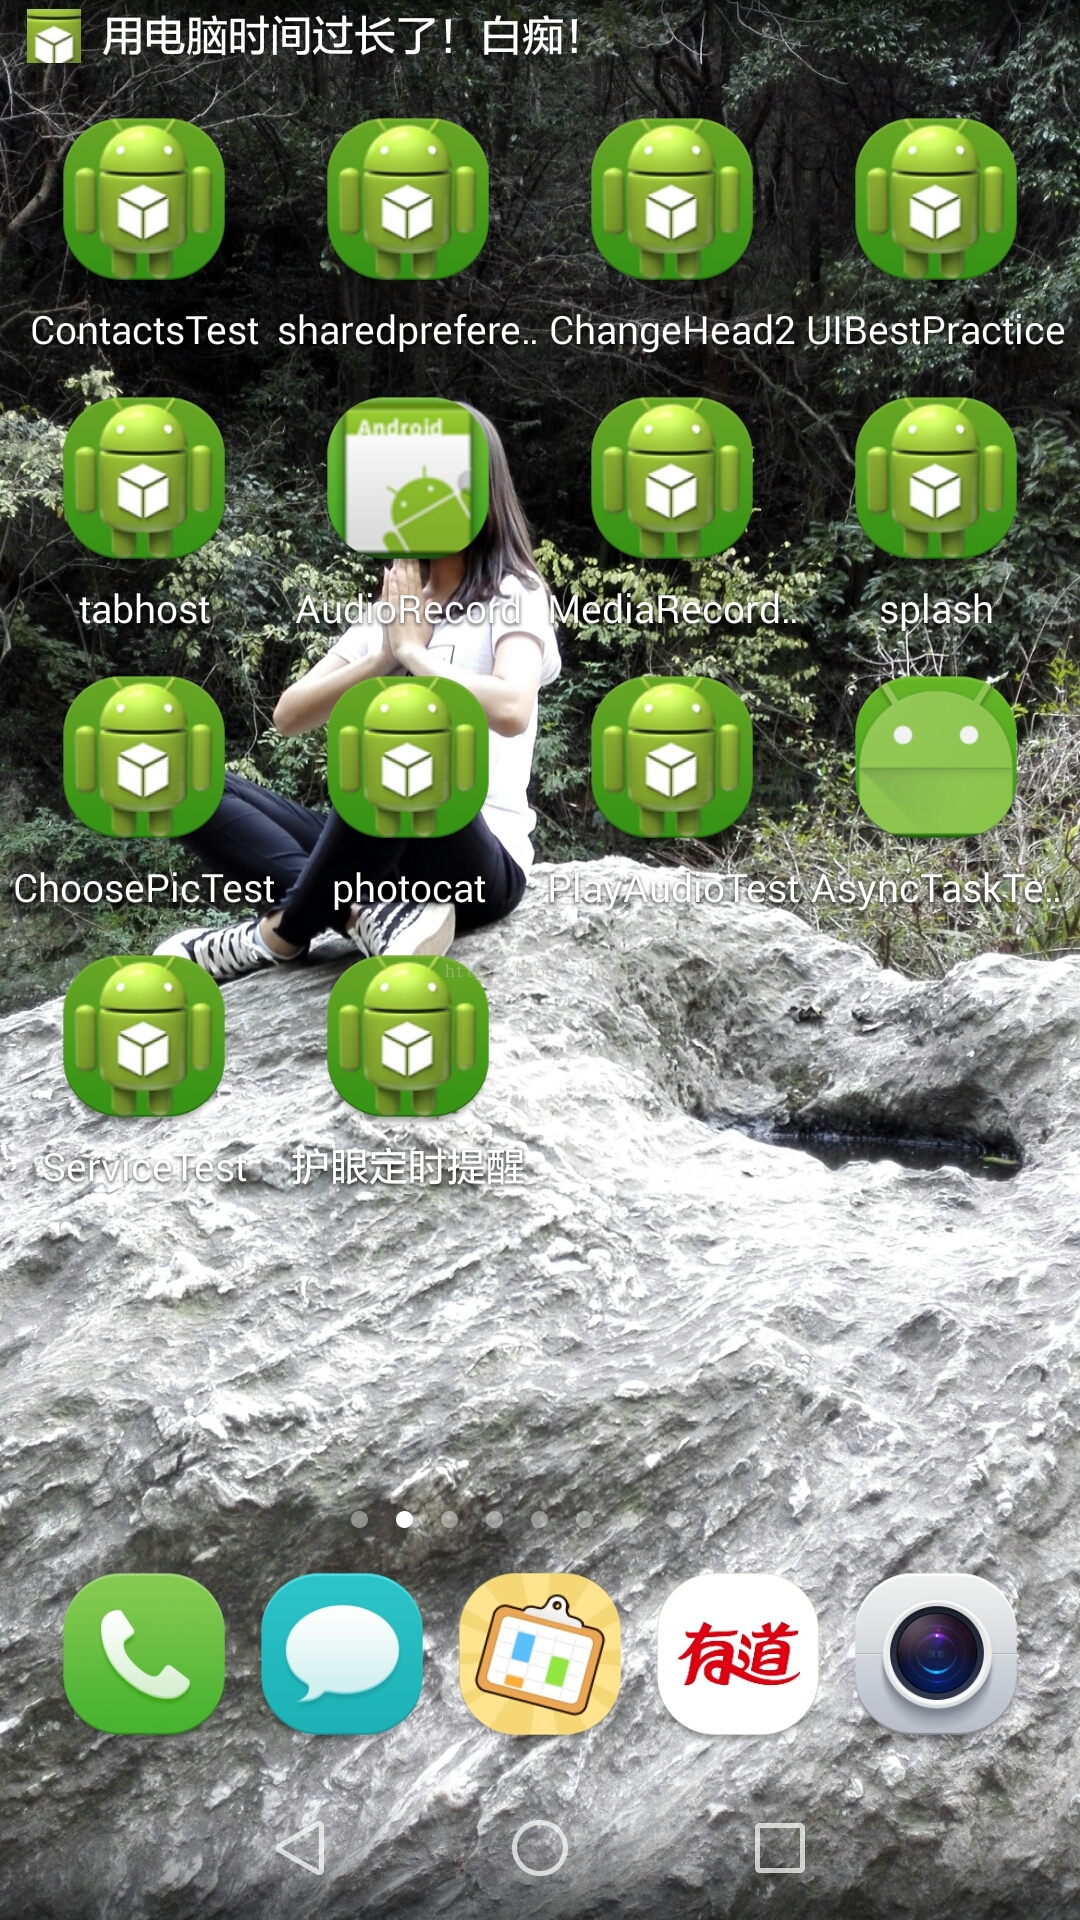 用电脑时间过长了！白痴！
ContactsTest sharedprefere.. ChangeHead2 UIBestPractice
Android
tabhost AudioRecord MediaRecord.. splash
ChoosePicTest photocat PlayAudioTest AsyncTaskTe..
ServiceTest 护眼定时提醒
有道